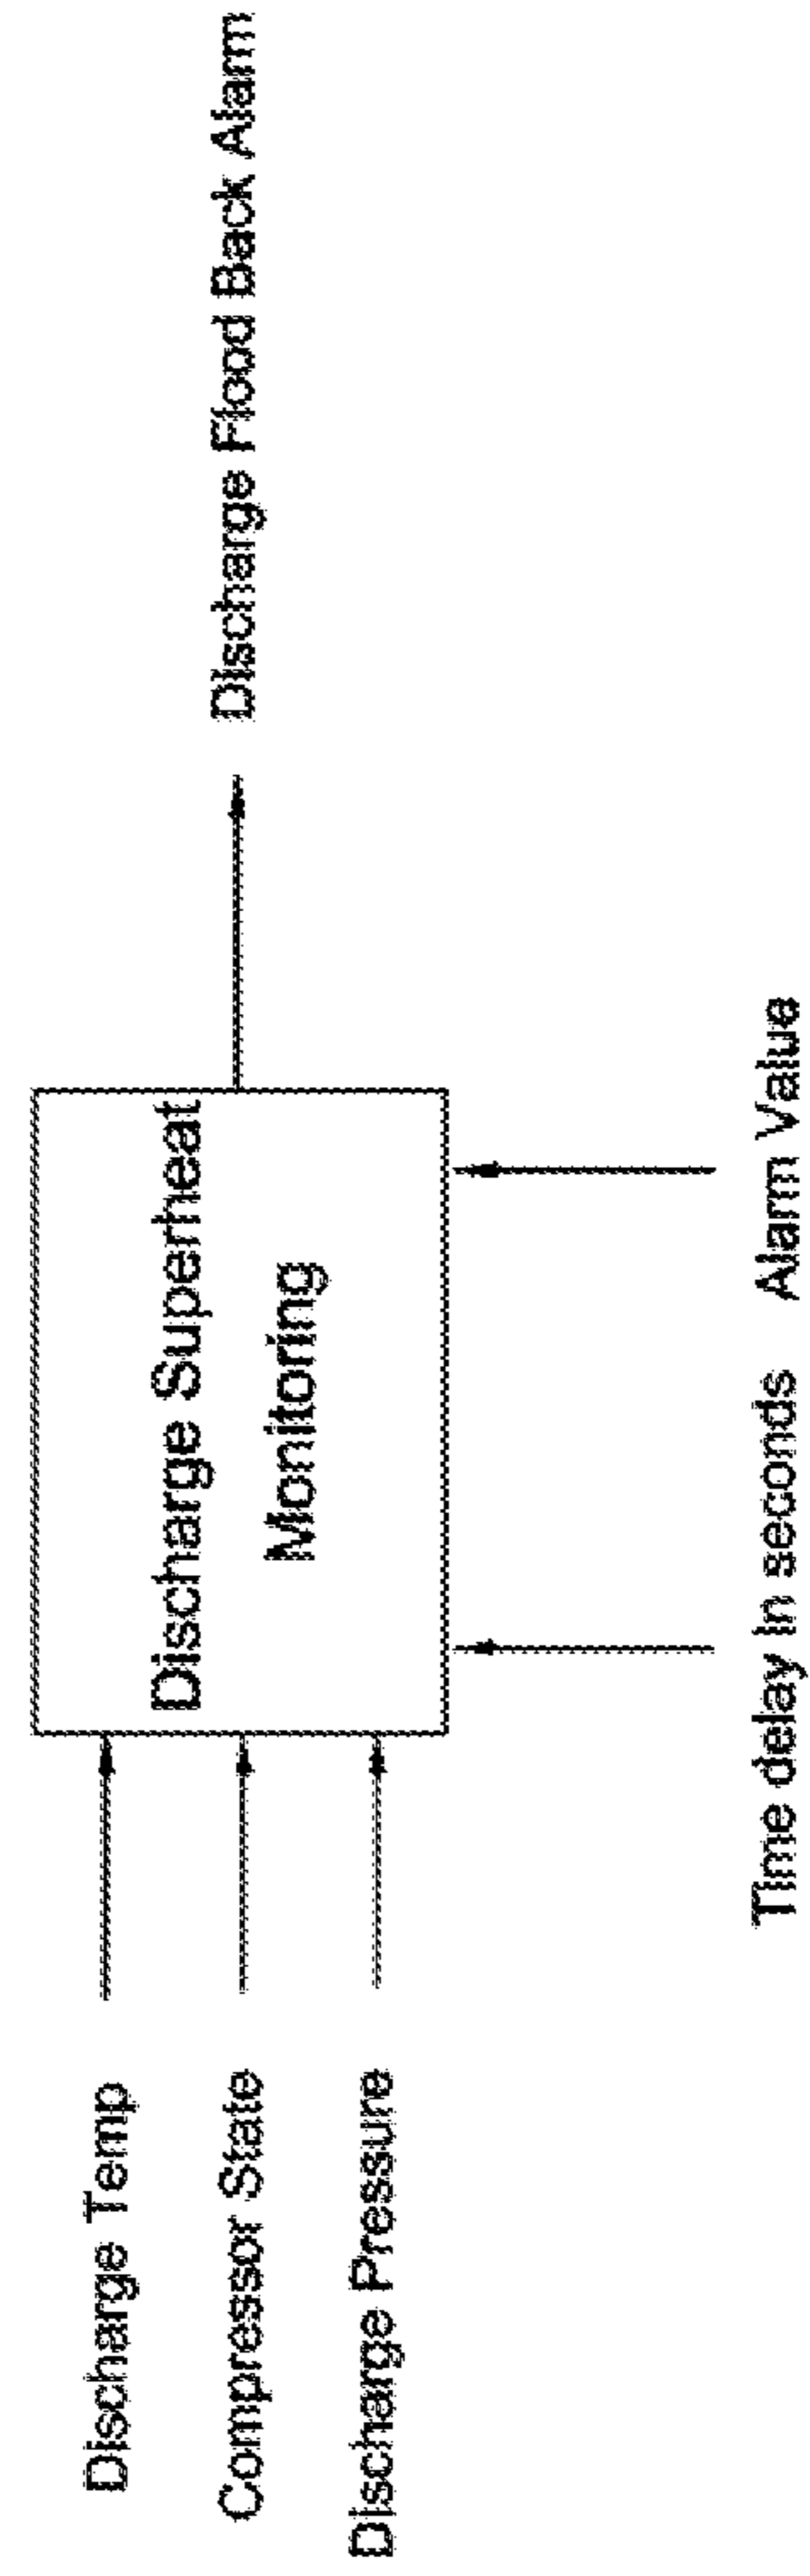 Discharge Temp
Compressor State
Discharge Pressure
Discharge Superheat
Monitoring
Discharge Flood Back Alarm
Time delay in seconds
Alarm Value